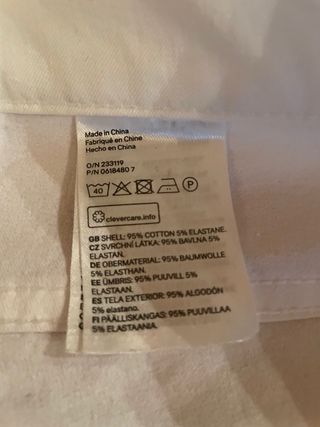 Made in China
Fabriqué en Chine
Hecho en China
O/N 233119
P/N 0618480 7
40 P
clevercare.info
GB SHELL: 95% COTTON 5% ELASTANE.
CZ SVRCHNÍ LÁTKA: 95% BAVLNA 5%
ELASTAN.
DE OBERMATERIAL: 95% BAUMWOLLE
5% ELASTHAN.
EE ÜMBRIS: 95% PUUVILL 5%
ELASTAAN.
ES TELA EXTERIOR: 95% ALGODÓN
5% elastano.
FI PÄÄLLISKANGAS: 95% PUUVILLAA
5% ELASTAANIA.